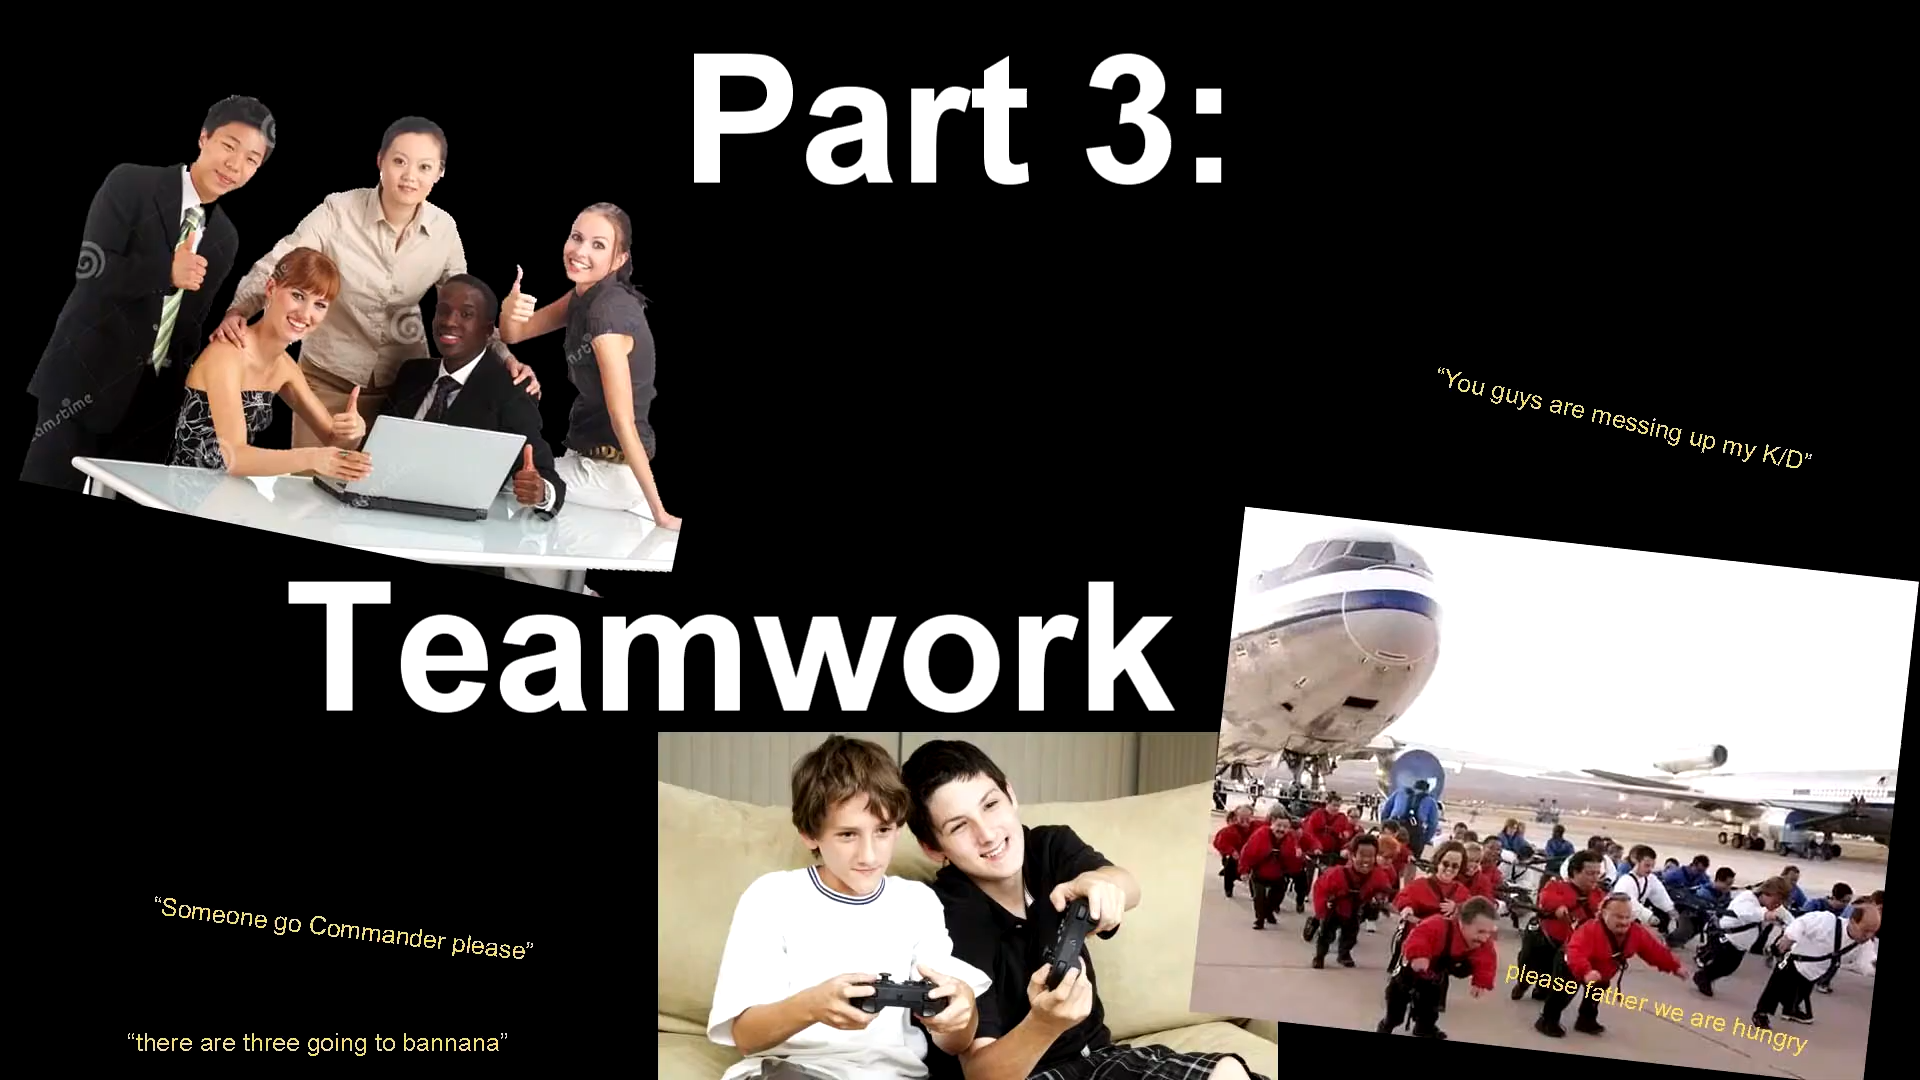 Part 3:
“You guys are messing up my K/D”
Teamwork
“Someone go Commander please”
please father we are hungry
“there are three going to bannana”